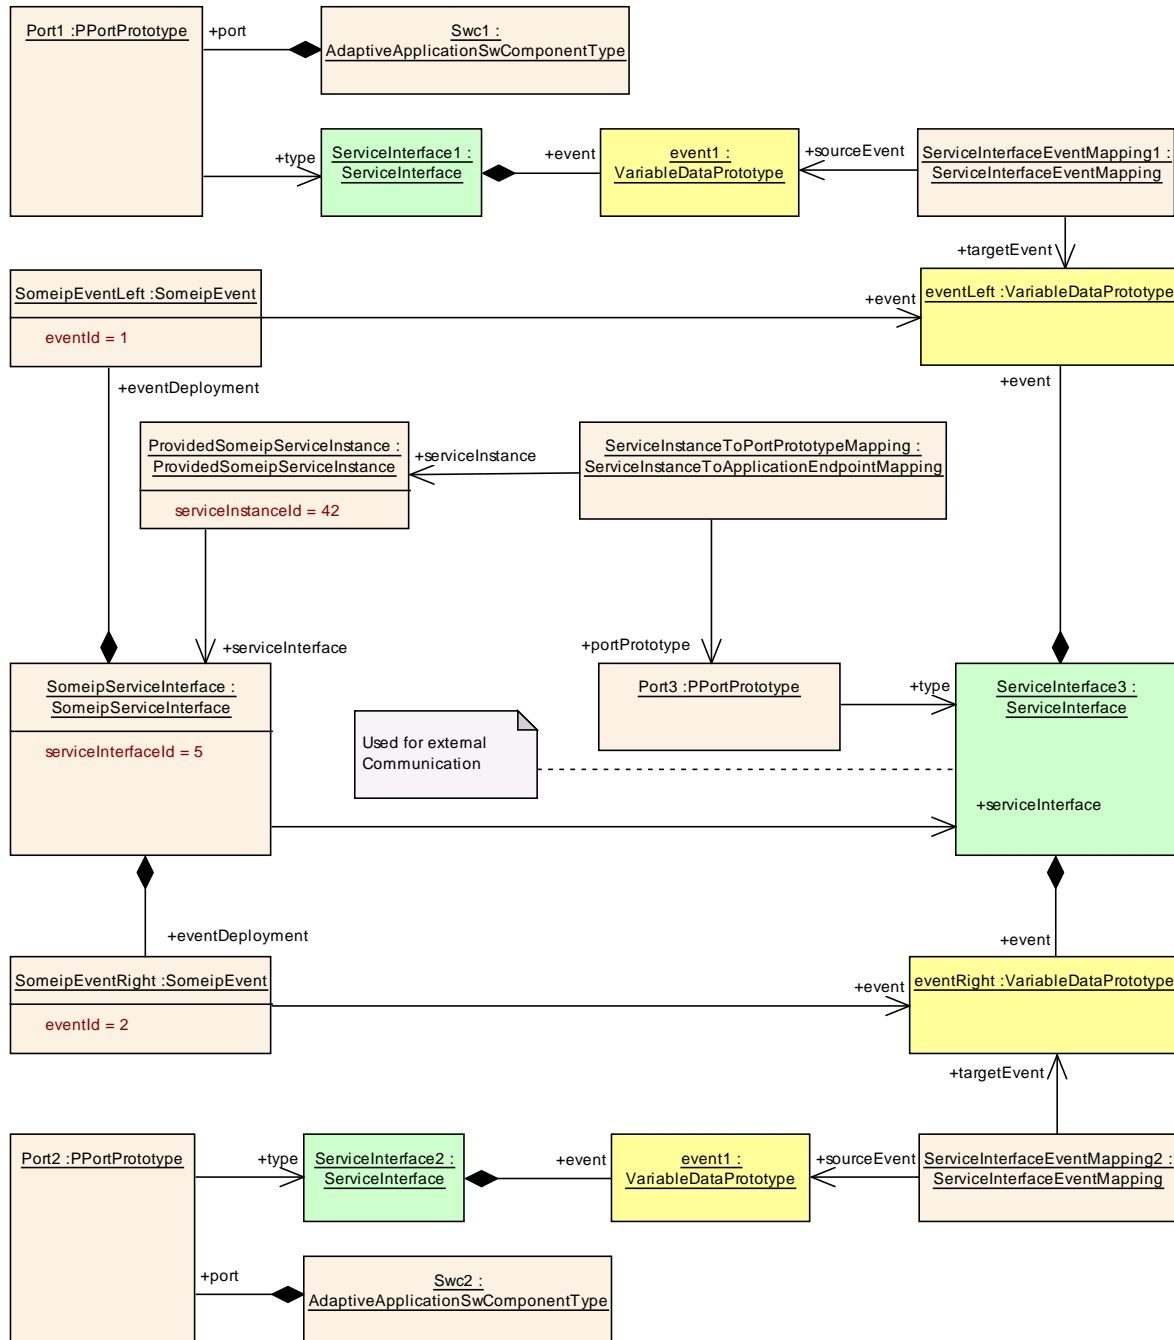 Port1 :PPortPrototype
+port
Swc1 :
AdaptiveApplicationSwComponentType
+type
ServiceInterface1 :
ServiceInterface
+event
event1 :
VariableDataPrototype
+sourceEvent
ServiceInterfaceEventMapping1 :
ServiceInterfaceEventMapping
+targetEvent
SomeipEventLeft :SomeipEvent
eventId = 1
+event
eventLeft :VariableDataPrototype
+eventDeployment
+event
ProvidedSomeipServiceInstance :
ProvidedSomeipServiceInstance
serviceInstanceId = 42
+serviceInstance
ServiceInstanceToPortPrototypeMapping :
ServiceInstanceToApplicationEndpointMapping
+serviceInterface
+portPrototype
SomeipServiceInterface :
SomeipServiceInterface
serviceInterfaceId = 5
Port3 :PPortPrototype
+type
ServiceInterface3 :
ServiceInterface
Used for external
Communication
+serviceInterface
+eventDeployment
+event
SomeipEventRight :SomeipEvent
eventId = 2
+event
eventRight :VariableDataPrototype
+targetEvent
Port2 :PPortPrototype
+type
ServiceInterface2 :
ServiceInterface
+event
event1 :
VariableDataPrototype
+sourceEvent
ServiceInterfaceEventMapping2 :
ServiceInterfaceEventMapping
+port
Swc2 :
AdaptiveApplicationSwComponentType